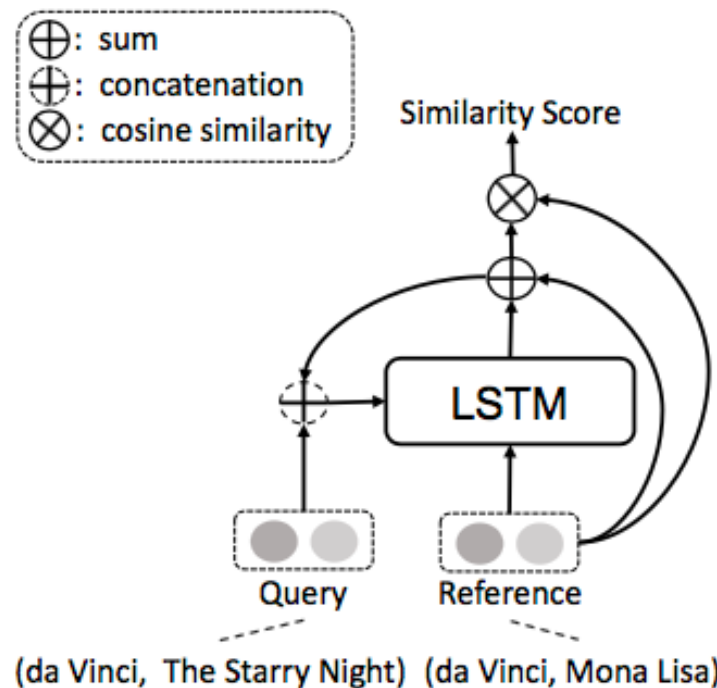 : sum
: concatenation
: cosine similarity
Similarity Score
LSTM
Query
Reference
(da Vinci, The Starry Night)
(da Vinci, Mona Lisa)